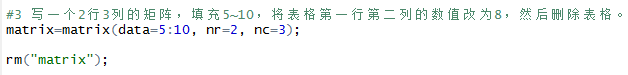 #3 写一个2行3列的矩阵，填充5~10，将表格第一行第二列的数值改为8，然后删除表格。
matrix=matrix(data=5:10, nr=2, nc=3);
rm("matrix");